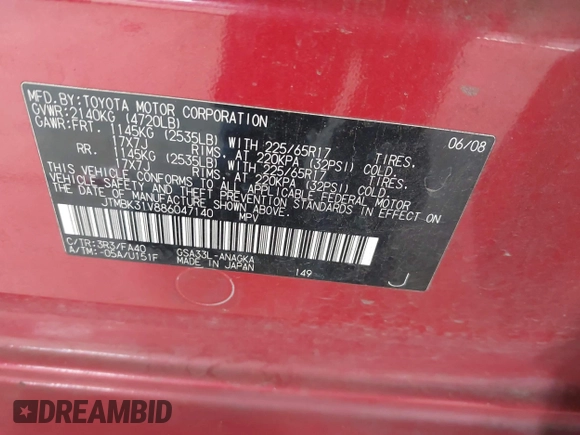 MFD.BY:TOYOTA MOTOR CORPORATION 06/08
GVWR:2140KG (4720LB)
GAWR:FRT. 1145KG (2535LB) WITH 225/65R17 TIRES,
17X7J RIMS, AT 220KPA (32PSI) COLD.
RR. 1145KG (2535LB) WITH 225/65R17 TIRES,
17X7J RIMS, AT 220KPA (32PSI) COLD.
THIS VEHICLE CONFORMS TO ALL APPLICABLE FEDERAL MOTOR
VEHICLE SAFETY AND BUMPER STANDARDS IN EFFECT ON
THE DATE OF MANUFACTURE SHOWN ABOVE.
JTMBK31V886047140 MPV
C/TR:3R3/FA40 GSA33L-ANAGKA
A/TM:-05A/U151F MADE IN JAPAN 149 J
DREAMBID